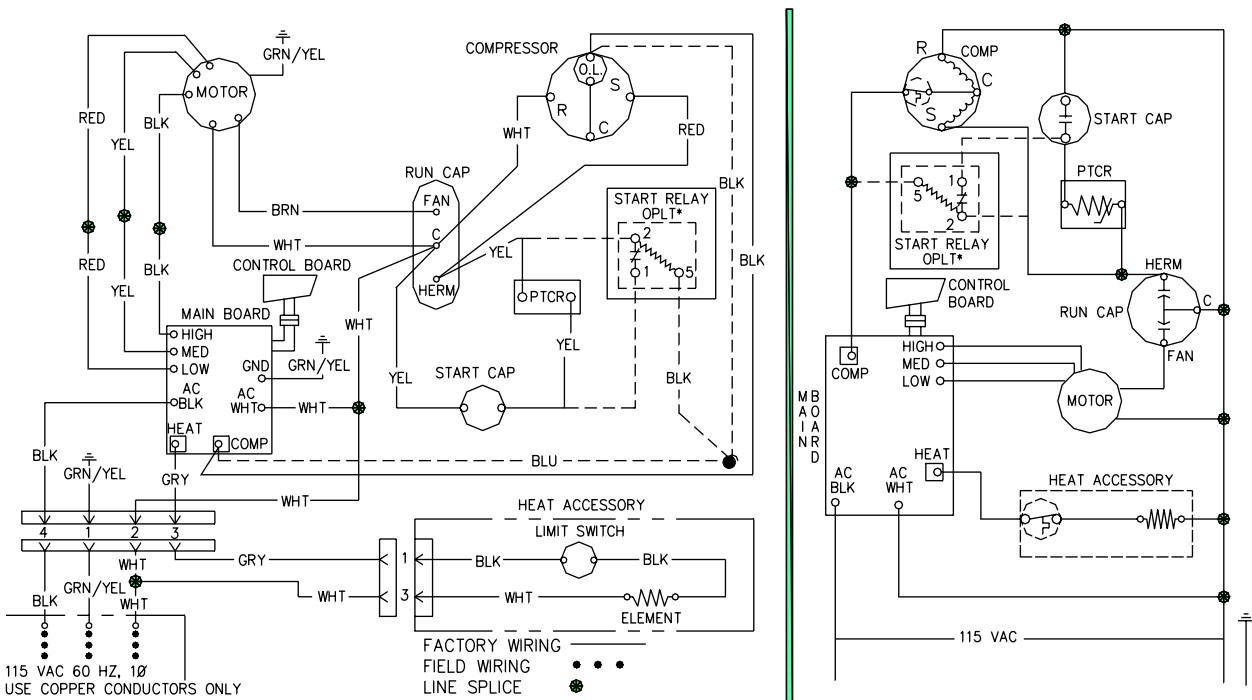 GRN/YEL
COMPRESSOR
MOTOR
O.L.
S
R
C
RED
YEL
BLK
WHT
RED
RUN CAP
FAN
C
HERM
BRN
WHT
BLK
START RELAY
OPLT*
2
1
5
YEL
BLK
RED
YEL
BLK
CONTROL BOARD
PTCR
MAIN BOARD
HIGH
MED
LOW
GND
GRN/YEL
WHT
YEL
AC
BLK
AC
WHT
WHT
YEL
START CAP
BLK
HEAT
COMP
BLK
GRN/YEL
GRY
BLU
WHT
HEAT ACCESSORY
4
1
2
3
LIMIT SWITCH
WHT
GRY
1
BLK
BLK
GRN/YEL
BLK
WHT
WHT
3
WHT
ELEMENT
FACTORY WIRING
FIELD WIRING
LINE SPLICE
115 VAC 60 HZ, 1Ø
USE COPPER CONDUCTORS ONLY
R
COMP
C
S
START CAP
PTCR
5
1
2
START RELAY
OPLT*
HERM
CONTROL
BOARD
RUN CAP
C
FAN
HIGH
MED
LOW
COMP
MOTOR
MAIN
BOARD
HEAT
AC
BLK
AC
WHT
HEAT ACCESSORY
115 VAC